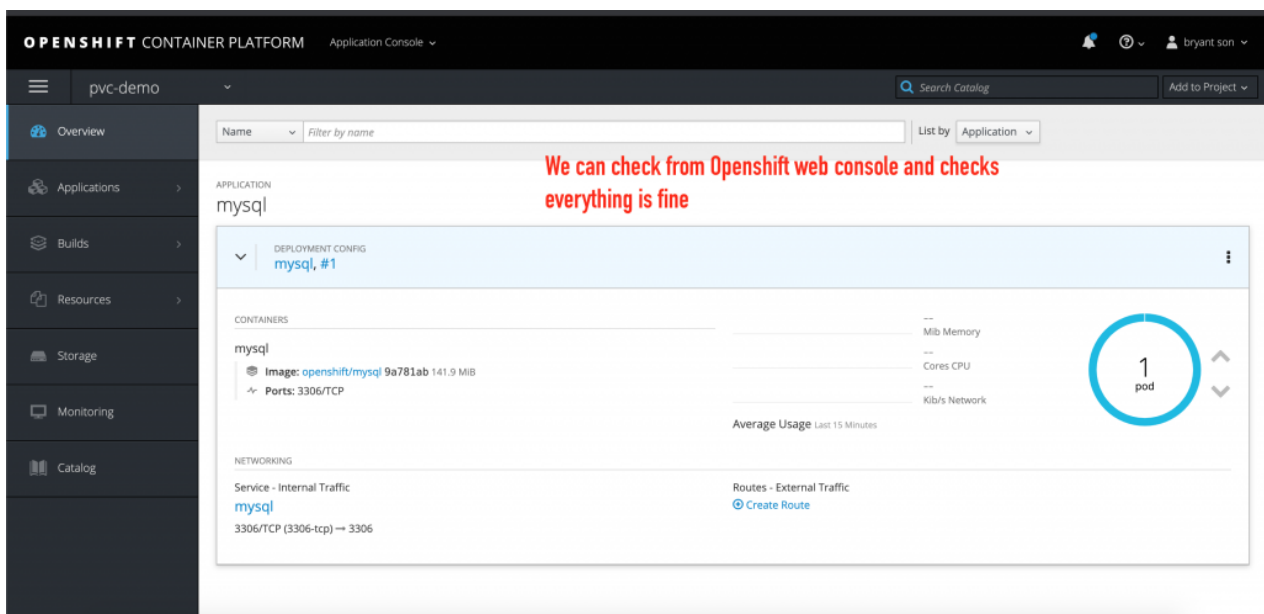 OPENSHIFT CONTAINER PLATFORM Application Console bryant son
pvc-demo Search Catalog Add to Project
Overview
Name Filter by name List by Application
We can check from Openshift web console and checks
everything is fine
Applications
APPLICATION
mysql
Builds
DEPLOYMENT CONFIG
mysql, #1
Resources
CONTAINERS
mysql
Image: openshift/mysql 9a781ab 141.9 MiB
Ports: 3306/TCP
--
Mib Memory
--
Cores CPU
--
Kib/s Network
1
pod
Average Usage Last 15 Minutes
Storage
Monitoring
Catalog
NETWORKING
Service - Internal Traffic
mysql
3306/TCP (3306-tcp) → 3306
Routes - External Traffic
Create Route